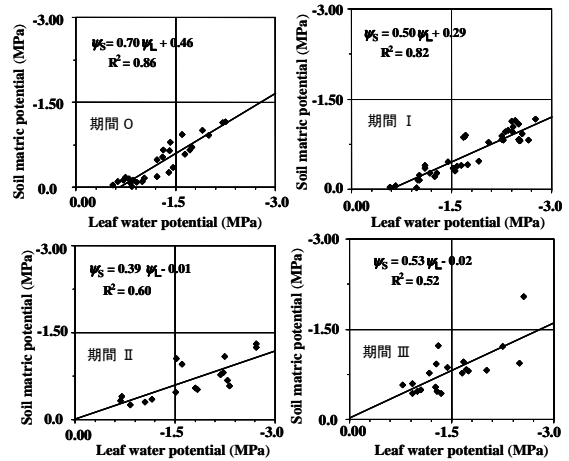 -3.00
-1.50
0.0
Soil matric potential (MPa)
ψS= 0.70ψL + 0.46
R² = 0.86
期間 O
0.00
-1.5
-3.0
Leaf water potential (MPa)
-3.00
-1.50
0.0
Soil matric potential (MPa)
ψS = 0.50ψL + 0.29
R² = 0.82
期間 I
0.00
-1.5
-3.0
Leaf water potential (MPa)
-3.00
-1.50
0.0
Soil matric potential (MPa)
ψS = 0.39 ψL - 0.01
R² = 0.60
期間 II
0.00
-1.5
-3.0
Leaf water potential (MPa)
-3.00
-1.50
0.0
Soil matric potential (MPa)
ψS = 0.53ψL - 0.02
R² = 0.52
期間 III
0.00
-1.5
-3.0
Leaf water potential (MPa)